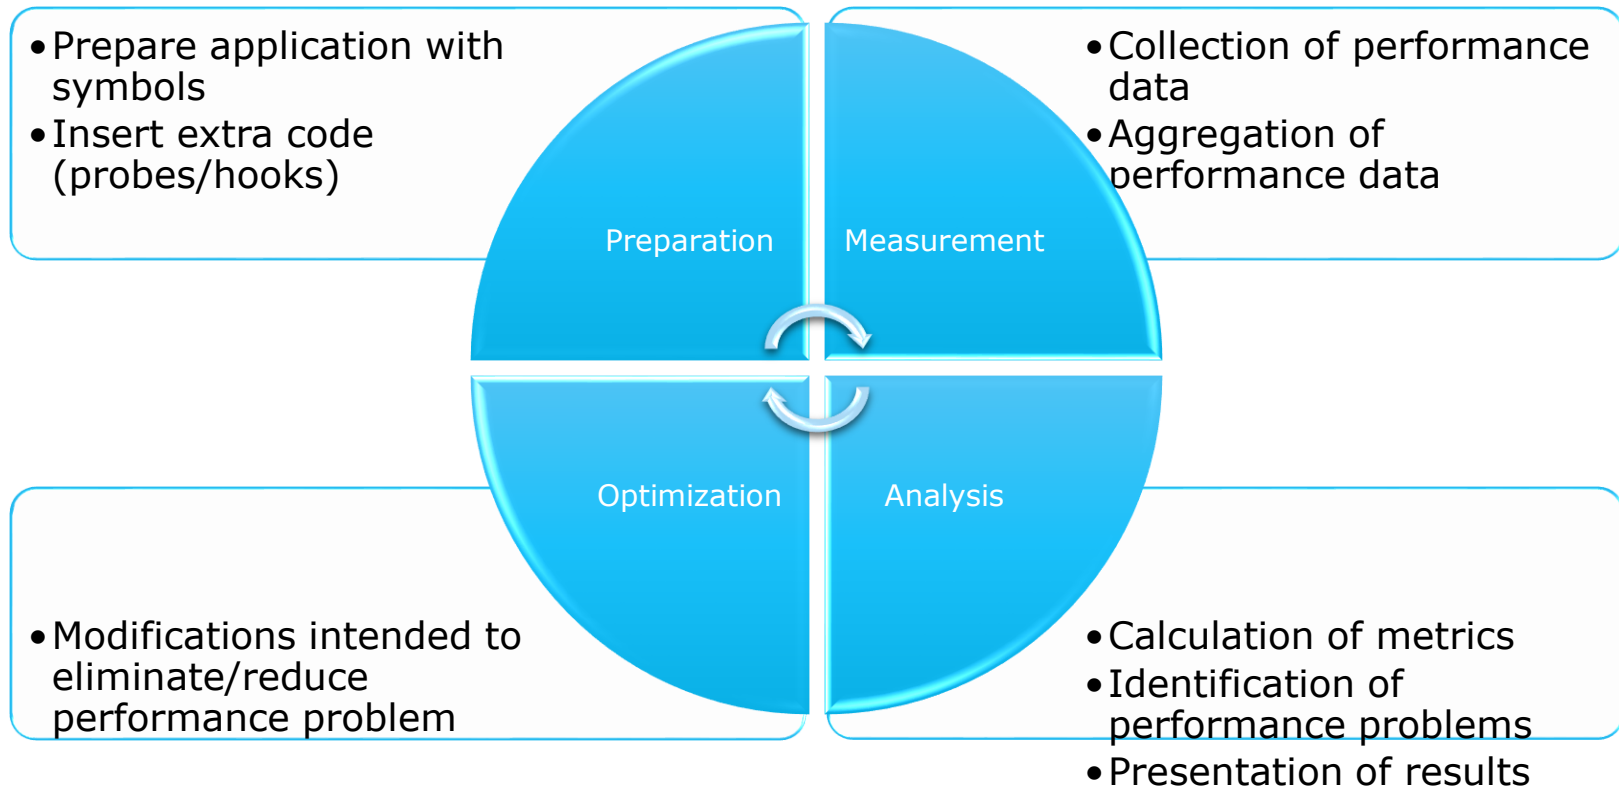 •Prepare application with
symbols
•Insert extra code
(probes/hooks)
•Collection of performance
data
•Aggregation of
performance data
Preparation
Measurement
Optimization
Analysis
•Modifications intended to
eliminate/reduce
performance problem
•Calculation of metrics
•Identification of
performance problems
•Presentation of results